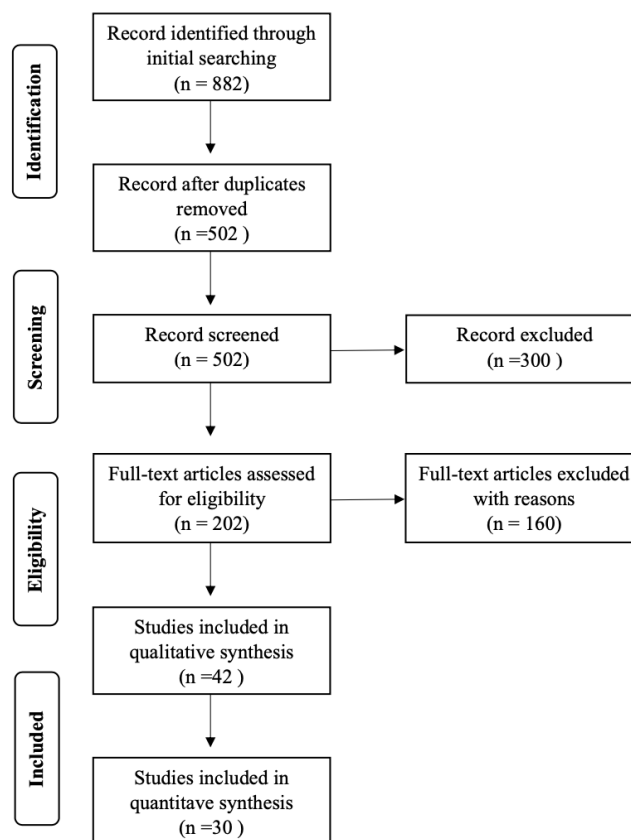 Identification
Record identified through
initial searching
(n = 882)
Record after duplicates
removed
(n =502 )
Screening
Record screened
(n = 502)
Record excluded
(n =300 )
Eligibility
Full-text articles assessed
for eligibility
(n = 202)
Full-text articles excluded
with reasons
(n = 160)
Studies included in
qualitative synthesis
(n =42 )
Included
Studies included in
quantitave synthesis
(n =30 )